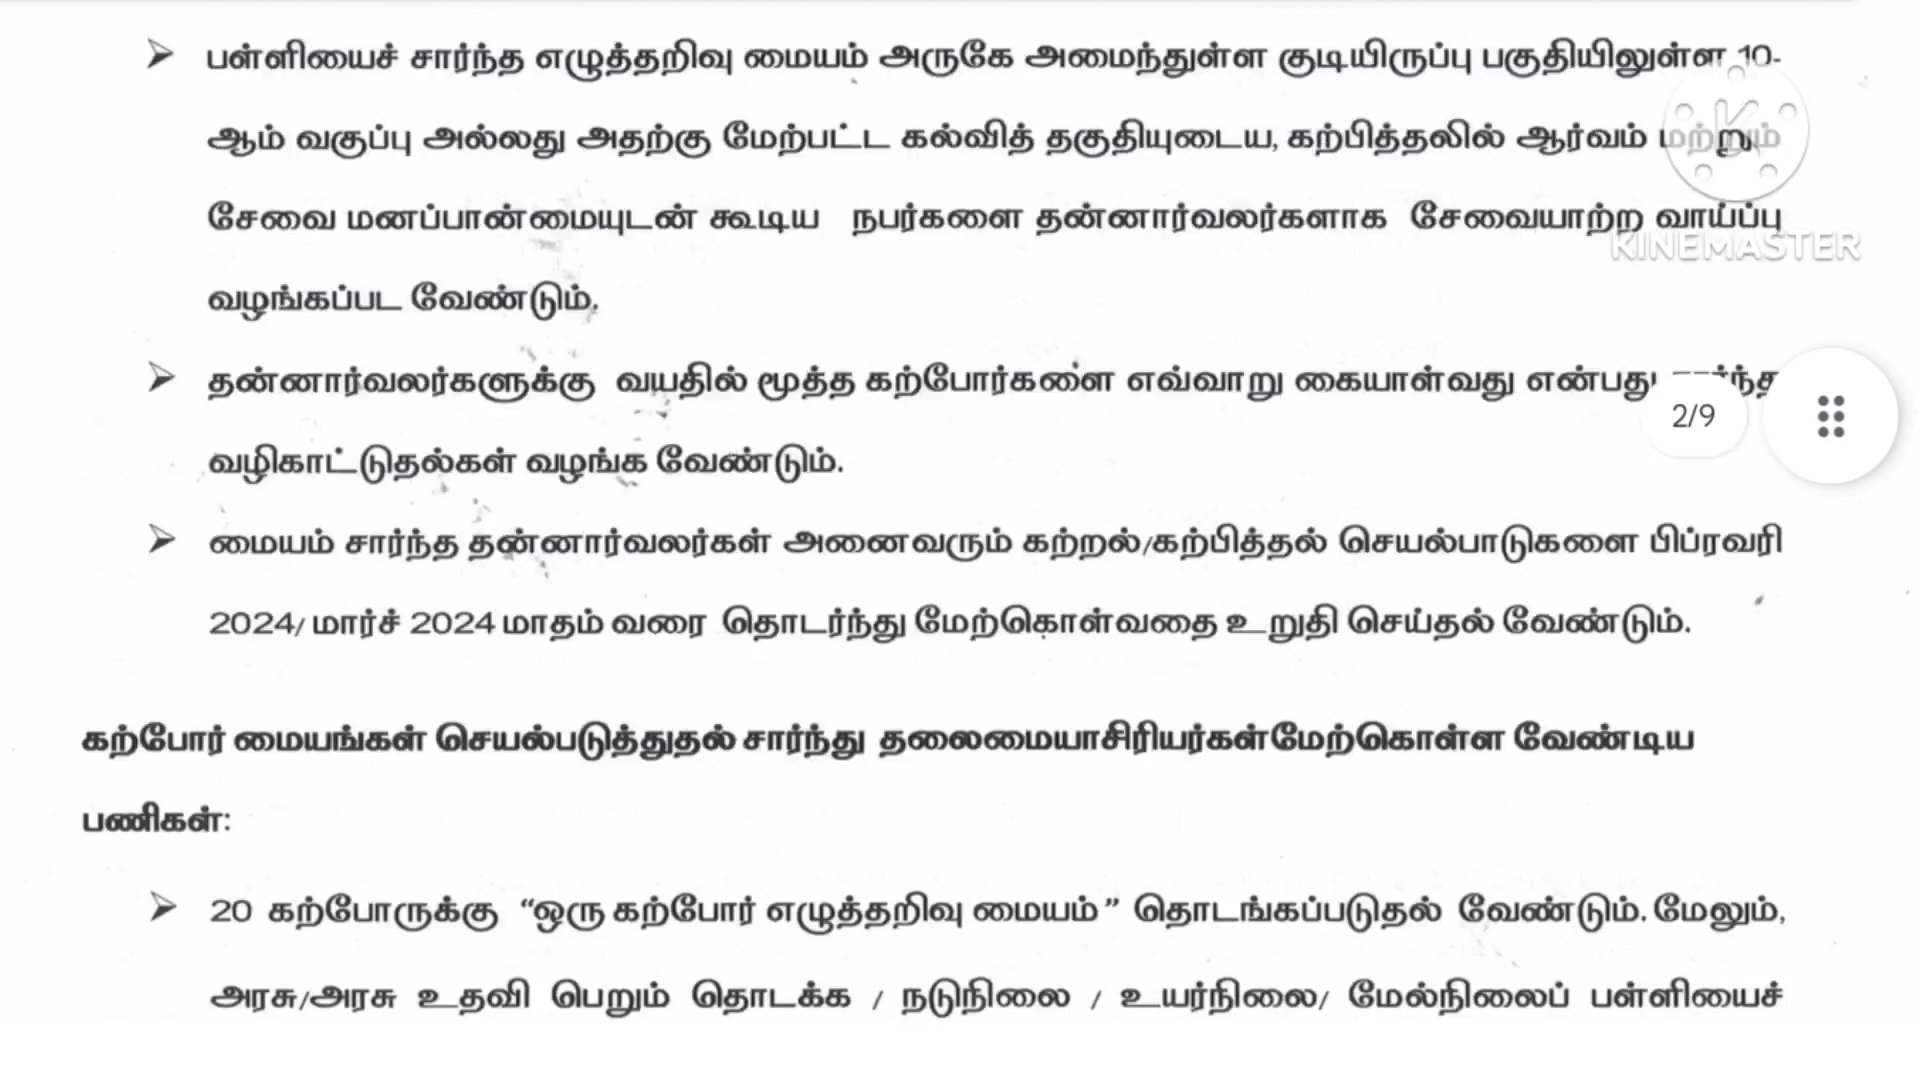 ➤ பள்ளியைச் சார்ந்த எழுத்தறிவு மையம் அருகே அமைந்துள்ள குடியிருப்பு பகுதியிலுள்ள 10-
ஆம் வகுப்பு அல்லது அதற்கு மேற்பட்ட கல்வித் தகுதியுடைய, கற்பித்தலில் ஆர்வம் மற்றும்
சேவை மனப்பான்மையுடன் கூடிய நபர்களை தன்னார்வலர்களாக சேவையாற்ற வாய்ப்பு
KINEMASTER
வழங்கப்பட வேண்டும்.
➤ தன்னார்வலர்களுக்கு வயதில் மூத்த கற்போர்களை எவ்வாறு கையாள்வது என்பது
2/9
வழிகாட்டுதல்கள் வழங்க வேண்டும்.
➤ மையம் சார்ந்த தன்னார்வலர்கள் அனைவரும் கற்றல்/கற்பித்தல் செயல்பாடுகளை பிப்ரவரி
2024/ மார்ச் 2024 மாதம் வரை தொடர்ந்து மேற்கொள்வதை உறுதி செய்தல் வேண்டும்.
கற்போர் மையங்கள் செயல்படுத்துதல் சார்ந்து தலைமையாசிரியர்கள்மேற்கொள்ள வேண்டிய
பணிகள்:
➤ 20 கற்போருக்கு “ஒரு கற்போர் எழுத்தறிவு மையம்” தொடங்கப்படுதல் வேண்டும். மேலும்,
அரசு/அரசு உதவி பெறும் தொடக்க / நடுநிலை / உயர்நிலை/ மேல்நிலைப் பள்ளியைச்